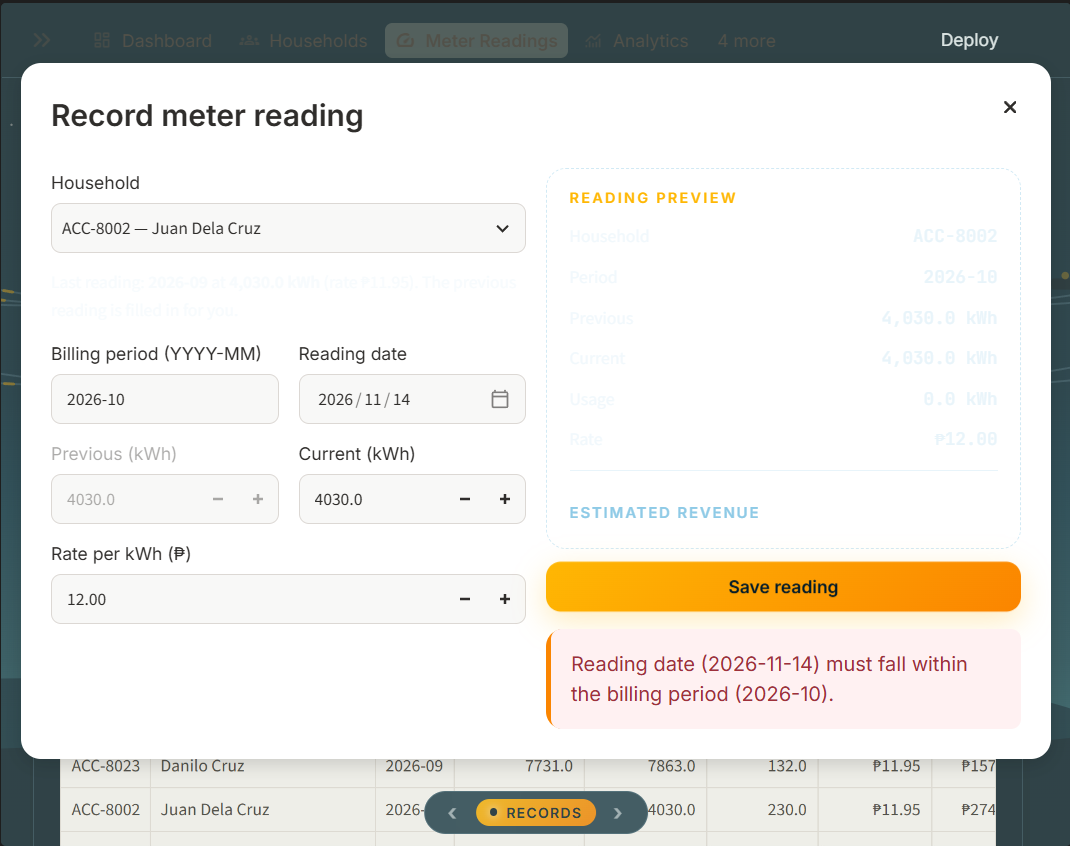 Dashboard
Households
Meter Readings
Analytics
4 more
Deploy
Record meter reading
Household
ACC-8002 — Juan Dela Cruz
Last reading: 2026-09 at 4,030.0 kWh (rate ₱11.95). The previous
reading is filled in for you.
Billing period (YYYY-MM)
Reading date
2026-10
2026/11/14
Previous (kWh)
Current (kWh)
4030.0
4030.0
Rate per kWh (₱)
12.00
READING PREVIEW
Household ACC-8002
Period 2026-10
Previous 4,030.0 kWh
Current 4,030.0 kWh
Usage 0.0 kWh
Rate ₱12.00
ESTIMATED REVENUE
Save reading
Reading date (2026-11-14) must fall within
the billing period (2026-10).
ACC-8023 Danilo Cruz 2026-09 7731.0 7863.0 132.0 ₱11.95 ₱157
ACC-8002 Juan Dela Cruz 2026- 4030.0 230.0 ₱11.95 ₱274
RECORDS